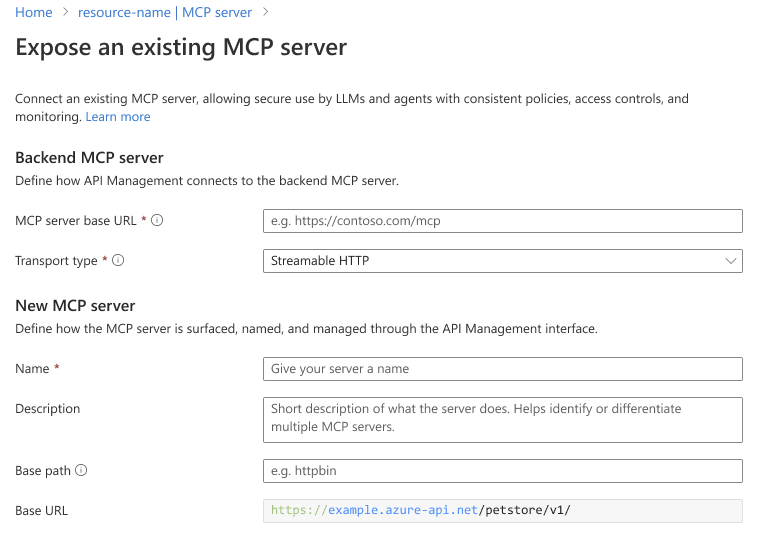 Home > resource-name | MCP server >
Expose an existing MCP server
Connect an existing MCP server, allowing secure use by LLMs and agents with consistent policies, access controls, and
monitoring. Learn more
Backend MCP server
Define how API Management connects to the backend MCP server.
MCP server base URL * e.g. https://contoso.com/mcp
Transport type * Streamable HTTP
New MCP server
Define how the MCP server is surfaced, named, and managed through the API Management interface.
Name * Give your server a name
Description Short description of what the server does. Helps identify or differentiate
multiple MCP servers.
Base path e.g. httpbin
Base URL https://example.azure-api.net/petstore/v1/